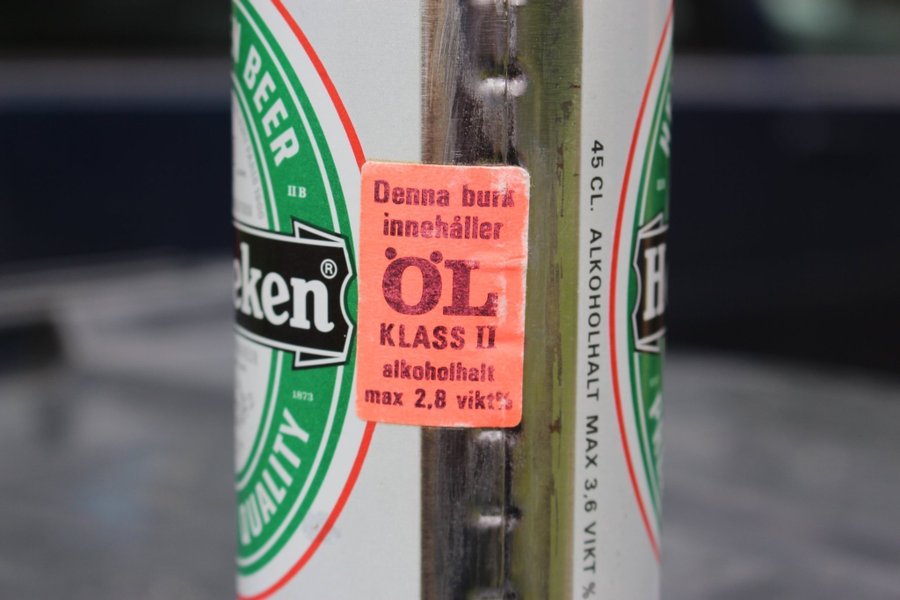 BEER
II B
eken®
1873
QUALITY
Denna burk
innehåller
ÖL
KLASS II
alkoholhalt
max 2,8 vikt%
45 CL. ALKOHOLHALT MAX 3,6 VIKT %
H